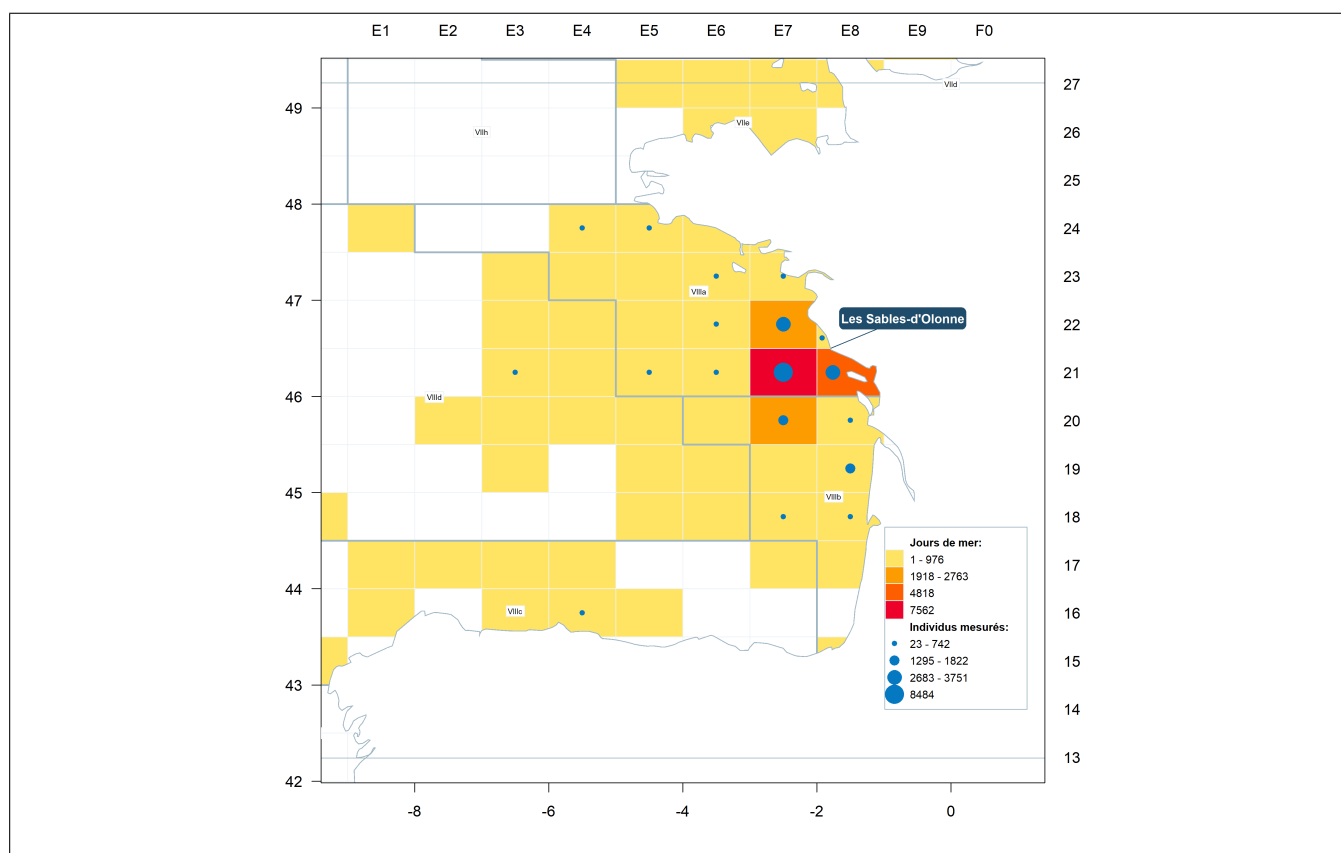 E1 E2 E3 E4 E5 E6 E7 E8 E9 F0
27
VIId
49
VIIe
26
VIIh
25
48
24
23
VIIIa
47
Les Sables-d'Olonne
22
21
46
VIIId
20
19
45
VIIIb
18
Jours de mer:
1 - 976
17
1918 - 2763
44
4818
7562
16
VIIIc
Individus mesurés:
23 - 742
15
1295 - 1822
2683 - 3751
43
8484
14
13
42
-8 -6 -4 -2 0